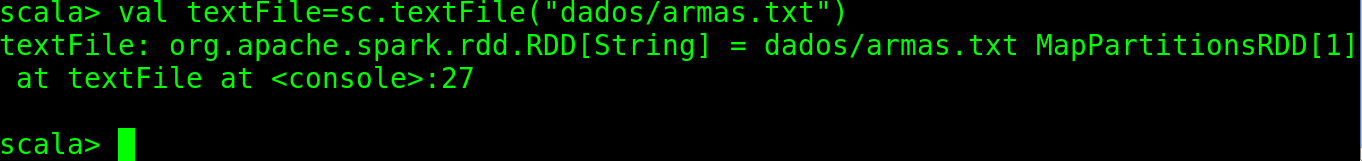 scala> val textFile=sc.textFile("dados/armas.txt")
textFile: org.apache.spark.rdd.RDD[String] = dados/armas.txt MapPartitionsRDD[1]
 at textFile at <console>:27
scala>